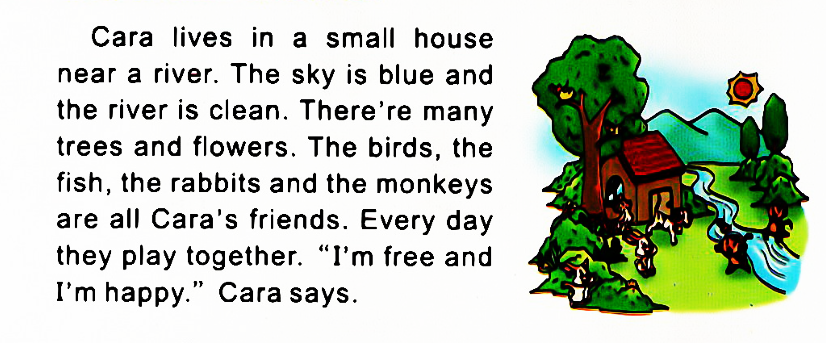 Cara lives in a small house
near a river. The sky is blue and
the river is clean. There're many
trees and flowers. The birds, the
fish, the rabbits and the monkeys
are all Cara's friends. Every day
they play together. "I'm free and
I'm happy." Cara says.